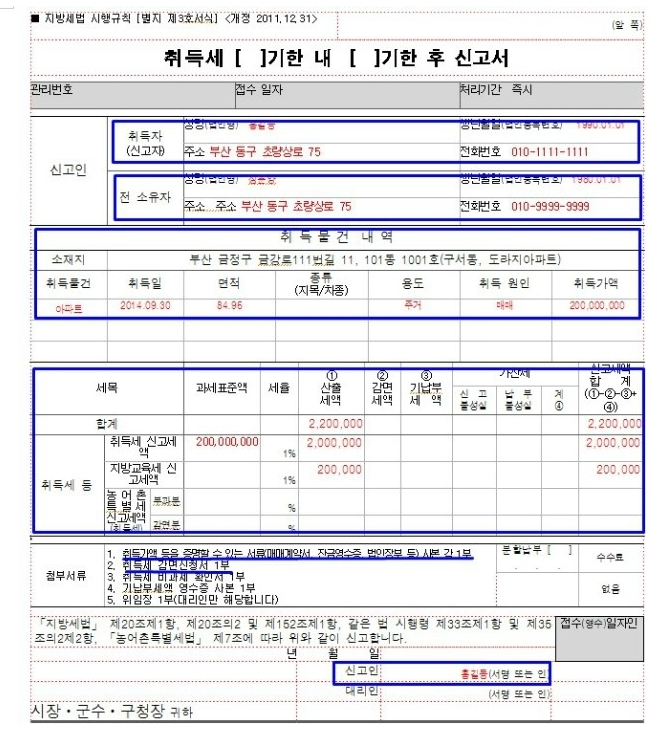 ■ 지방세법 시행규칙 [별지 제3호서식] <개정 2011.12.31>
(앞 쪽)
취득세 [ ]기한 내 [ ]기한 후 신고서
관리번호 접수 일자 처리기간 즉시
신고인
취득자
(신고자)
성명(법인명) 홍길동 생년월일(법인등록번호) 1990.01.01
주소 부산 동구 초량상로 75 전화번호 010-1111-1111
전 소유자
성명(법인명) 생년월일(법인등록번호) 1980.01.01
주소 주소 부산 동구 초량상로 75 전화번호 010-9999-9999
취 득 물 건 내 역
소재지 부산 금정구 금강로111번길 11, 101동 1001호(구서동, 도라지아파트)
취득물건 취득일 면적 종류 (지목/차종) 용도 취득 원인 취득가액
아파트 2014.09.30 84.96 주거 매매 200,000,000
세목 과세표준액 세율 ① 산출 세액 ② 감면 세액 ③ 기납부 세 액 가산세 신고세액 합 계 (①-②-③+④)
신 고 불성실 납 부 불성실 계 ④
합계 2,200,000 2,200,000
취득세 등
취득세 신고세액 200,000,000 1% 2,000,000 2,000,000
지방교육세 신고세액 1% 200,000 200,000
농어촌특별세 신고세액 (취득세) 부과분 %
감면분 %
첨부서류
1. 취득가액 등을 증명할 수 있는 서류(매매계약서, 잔금영수증, 법인장부 등) 사본 각 1부
2. 취득세 감면신청서 1부
3. 취득세 비과세 확인서 1부
4. 기납부세액 영수증 사본 1부
5. 위임장 1부(대리인만 해당합니다)
분할납부 [ ]
. . .
수수료
없음
「지방세법」 제20조제1항, 제20조의2 및 제152조제1항, 같은 법 시행령 제33조제1항 및 제35
조의2제2항, 「농어촌특별세법」 제7조에 따라 위와 같이 신고합니다.
접수(영수)일자인
년 월 일
신고인 홍길동(서명 또는 인)
대리인 (서명 또는 인)
시장・군수・구청장 귀하